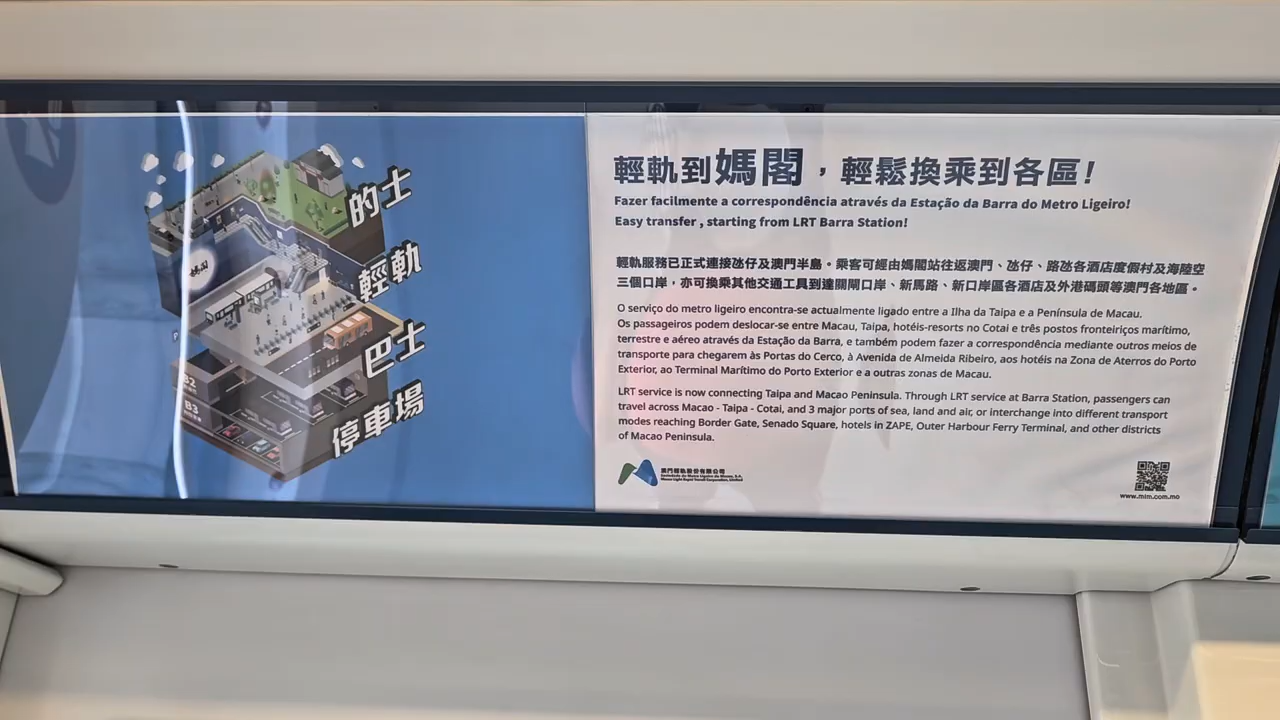 的士
輕軌
巴士
停車場
媽閣
B2
B3
輕軌到媽閣，輕鬆換乘到各區！
Fazer facilmente a correspondência através da Estação da Barra do Metro Ligeiro!
Easy transfer , starting from LRT Barra Station!
輕軌服務已正式連接氹仔及澳門半島。乘客可經由媽閣站往返澳門、氹仔、路氹各酒店度假村及海陸空
三個口岸，亦可換乘其他交通工具到達關閘口岸、新馬路、新口岸區各酒店及外港碼頭等澳門各地區。
O serviço do metro ligeiro encontra-se actualmente ligado entre a Ilha da Taipa e a Península de Macau.
Os passageiros podem deslocar-se entre Macau, Taipa, hotéis-resorts no Cotai e três postos fronteiriços marítimo,
terrestre e aéreo através da Estação da Barra, e também podem fazer a correspondência mediante outros meios de
transporte para chegarem às Portas do Cerco, à Avenida de Almeida Ribeiro, aos hotéis na Zona de Aterros do Porto
Exterior, ao Terminal Marítimo do Porto Exterior e a outras zonas de Macau.
LRT service is now connecting Taipa and Macao Peninsula. Through LRT service at Barra Station, passengers can
travel across Macao - Taipa - Cotai, and 3 major ports of sea, land and air, or interchange into different transport
modes reaching Border Gate, Senado Square, hotels in ZAPE, Outer Harbour Ferry Terminal, and other districts
of Macao Peninsula.
澳門輕軌股份有限公司
Sociedade do Metro Ligeiro de Macau, S.A.
Macao Light Rapid Transit Corporation, Limited
www.mlm.com.mo